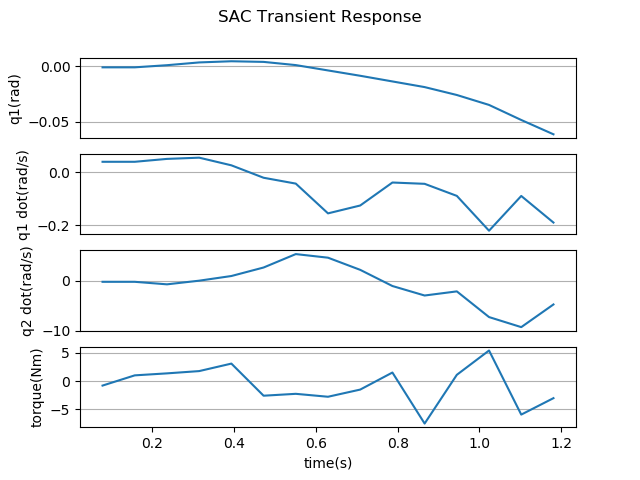 SAC Transient Response
q1(rad)
0.00
−0.05
q1 dot(rad/s)
0.0
−0.2
q2 dot(rad/s)
0
−10
torque(Nm)
5
0
−5
0.2 0.4 0.6 0.8 1.0 1.2
time(s)